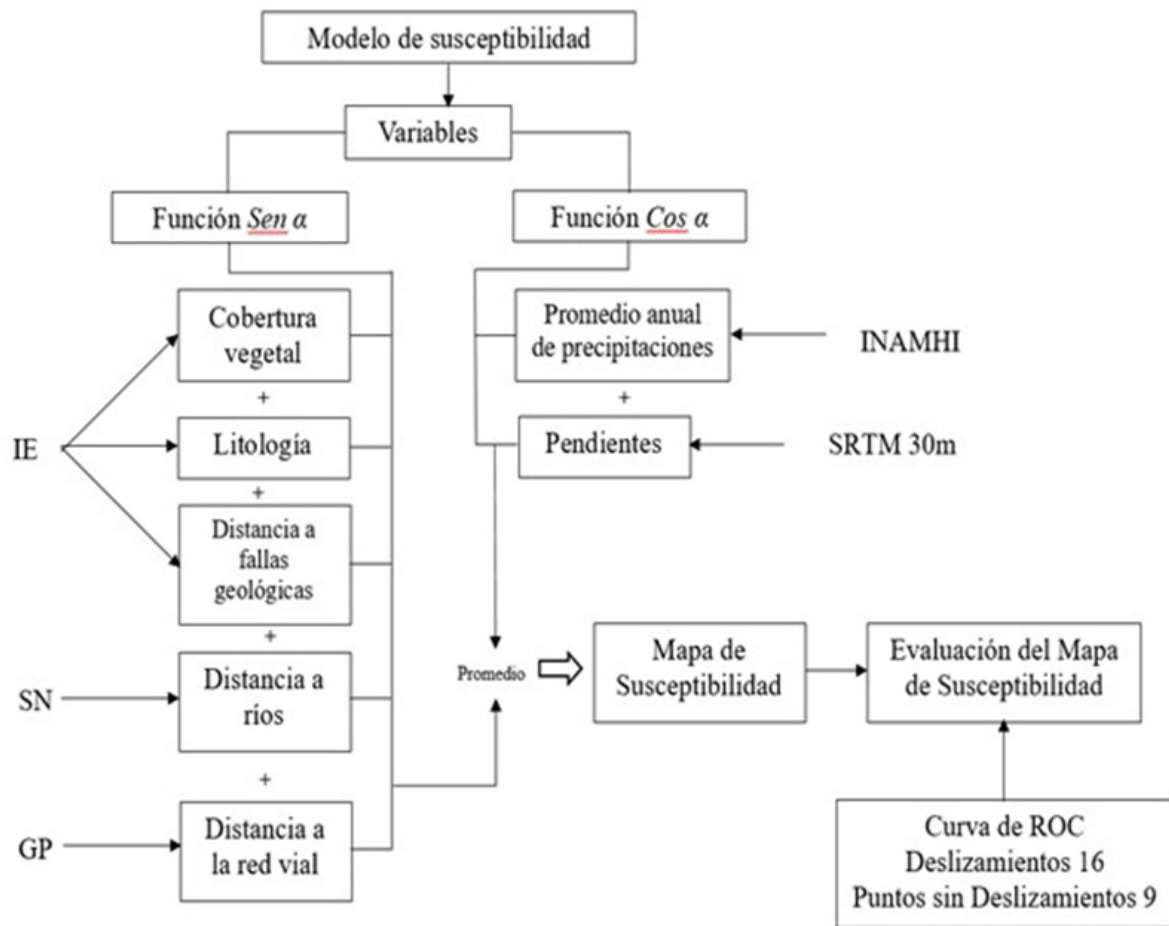 Modelo de susceptibilidad
Variables
Función Sen α
Función Cos α
Cobertura
vegetal
+
Litología
+
Distancia a
fallas
geológicas
+
Distancia a
ríos
+
Distancia a
la red vial
IE
SN
GP
Promedio anual
de precipitaciones
+
Pendientes
INAMHI
SRTM 30m
Promedio
Mapa de
Susceptibilidad
Evaluación del Mapa
de Susceptibilidad
Curva de ROC
Deslizamientos 16
Puntos sin Deslizamientos 9